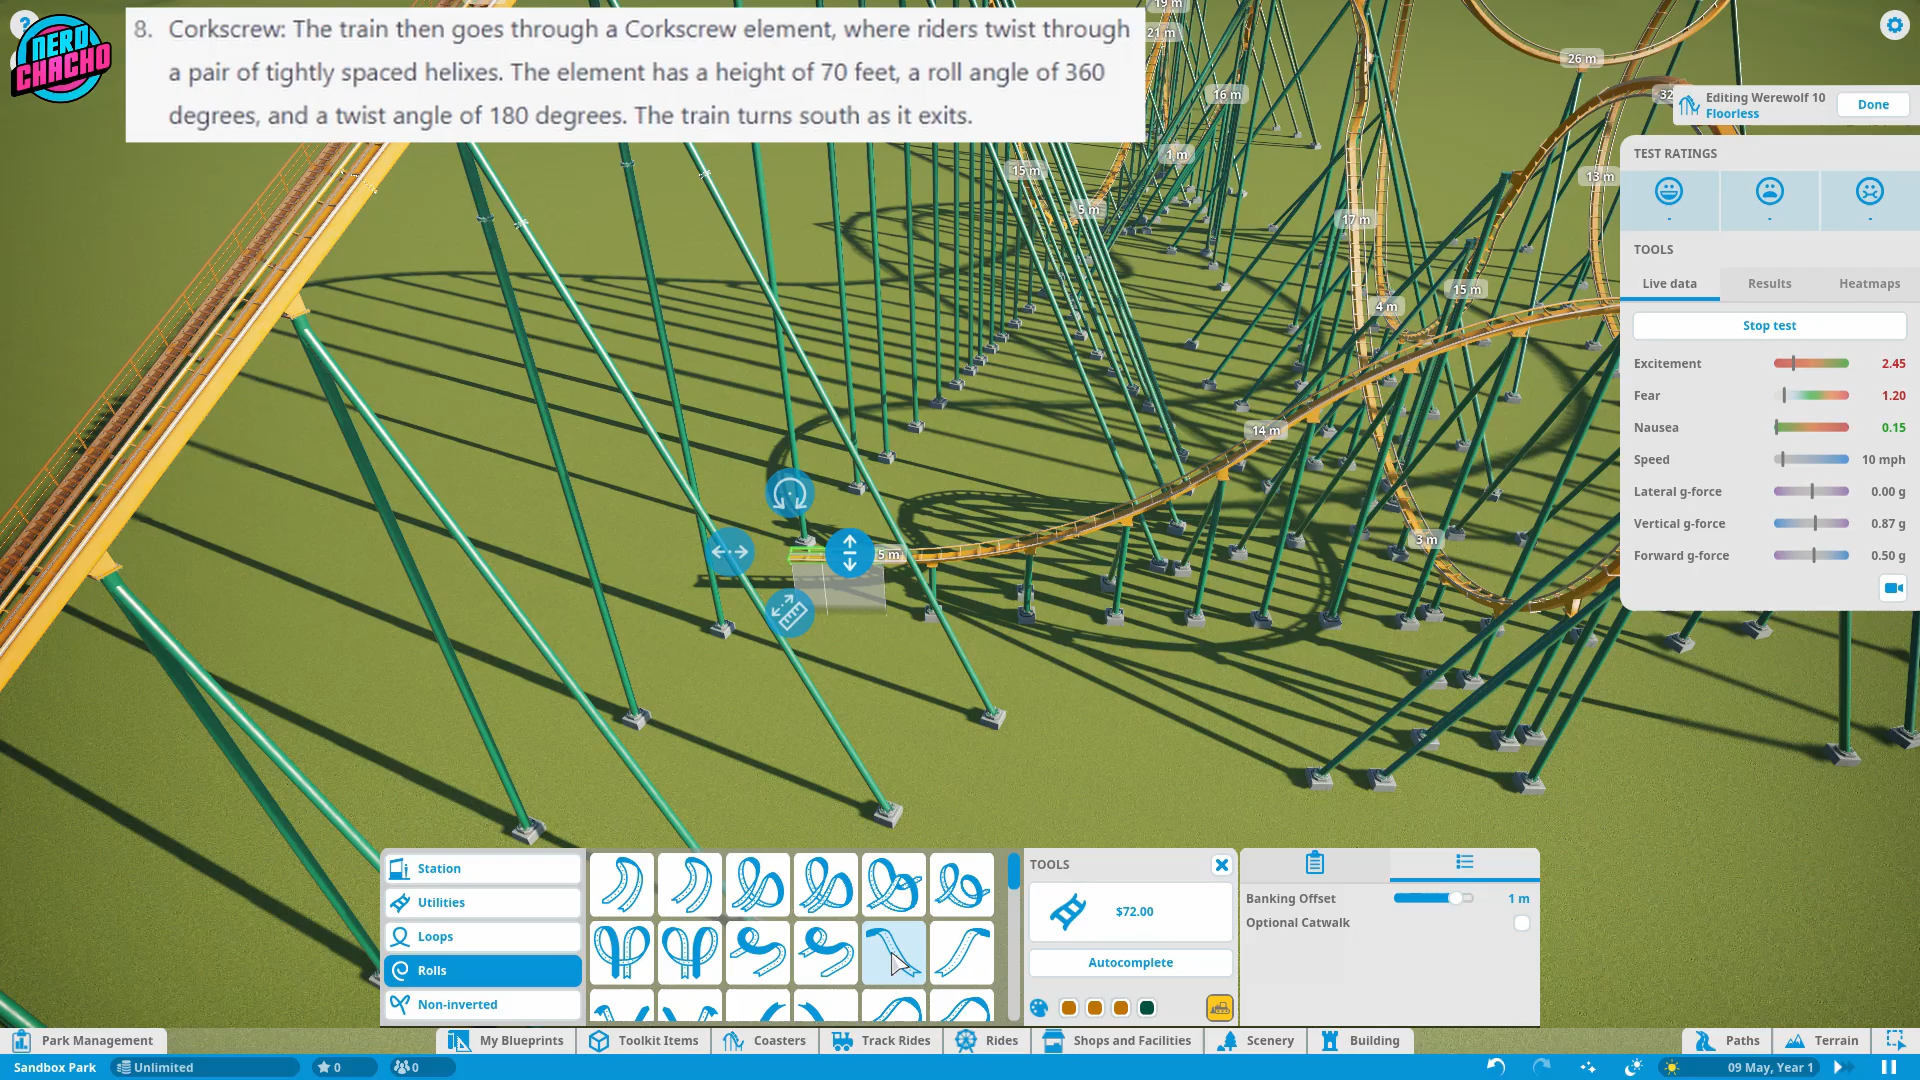 NERD
CHACHO
8. Corkscrew: The train then goes through a Corkscrew element, where riders twist through
a pair of tightly spaced helixes. The element has a height of 70 feet, a roll angle of 360
degrees, and a twist angle of 180 degrees. The train turns south as it exits.
19 m
21 m
26 m
16 m
32
1 m
15 m
13 m
5 m
17 m
15 m
4 m
14 m
3 m
5 m
Editing Werewolf 10
Floorless
Done
TEST RATINGS
- - -
TOOLS
Live data Results Heatmaps
Stop test
Excitement 2.45
Fear 1.20
Nausea 0.15
Speed 10 mph
Lateral g-force 0.00 g
Vertical g-force 0.87 g
Forward g-force 0.50 g
Station
Utilities
Loops
Rolls
Non-inverted
TOOLS
$72.00
Autocomplete
Banking Offset 1 m
Optional Catwalk
Park Management My Blueprints Toolkit Items Coasters Track Rides Rides Shops and Facilities Scenery Building Paths Terrain
Sandbox Park Unlimited 0 0 09 May, Year 1